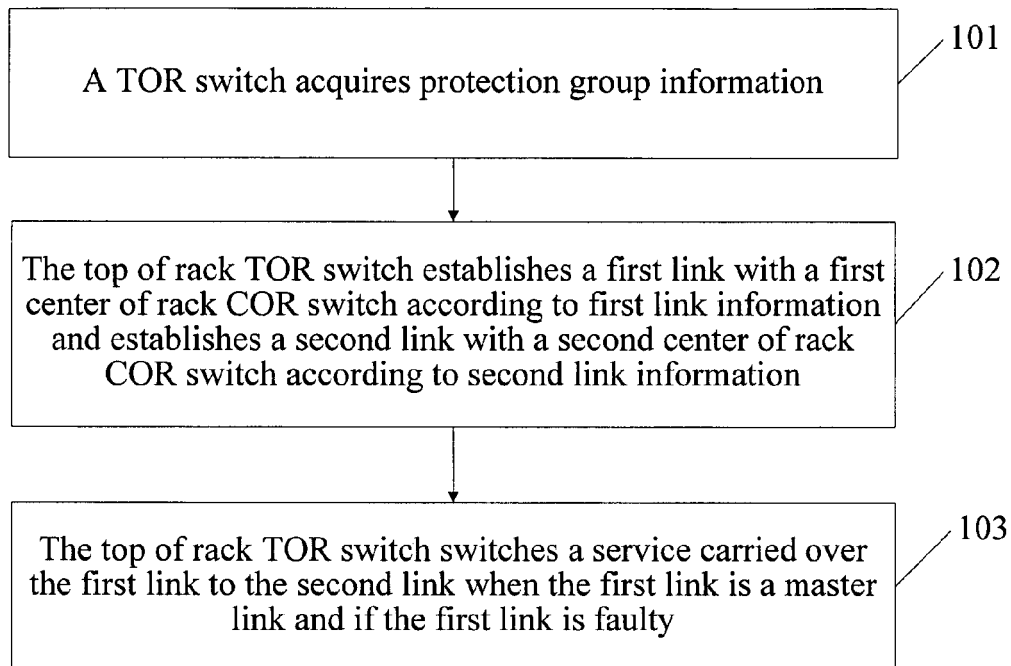 A TOR switch acquires protection group information
101
The top of rack TOR switch establishes a first link with a first
center of rack COR switch according to first link information
and establishes a second link with a second center of rack
COR switch according to second link information
102
The top of rack TOR switch switches a service carried over
the first link to the second link when the first link is a master
link and if the first link is faulty
103